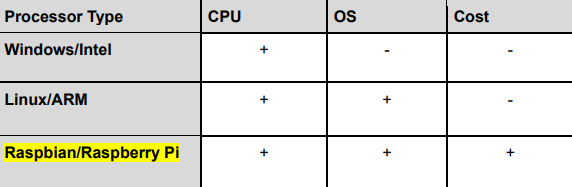 Processor Type CPU OS Cost
Windows/Intel + - -
Linux/ARM + + -
Raspbian/Raspberry Pi + + +